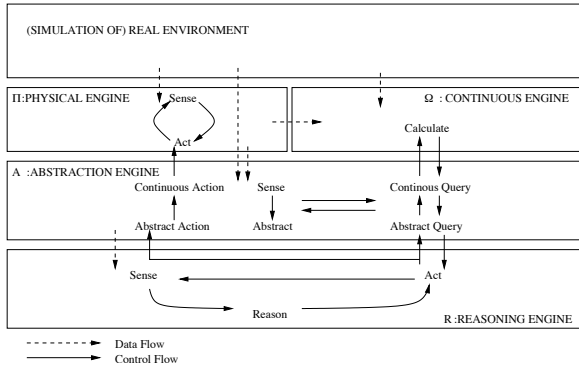 (SIMULATION OF) REAL ENVIRONMENT
Π:PHYSICAL ENGINE
Sense
Act
Ω : CONTINUOUS ENGINE
Calculate
A :ABSTRACTION ENGINE
Continuous Action
Sense
Continous Query
Abstract Action
Abstract
Abstract Query
Sense
Act
Reason
R :REASONING ENGINE
Data Flow
Control Flow